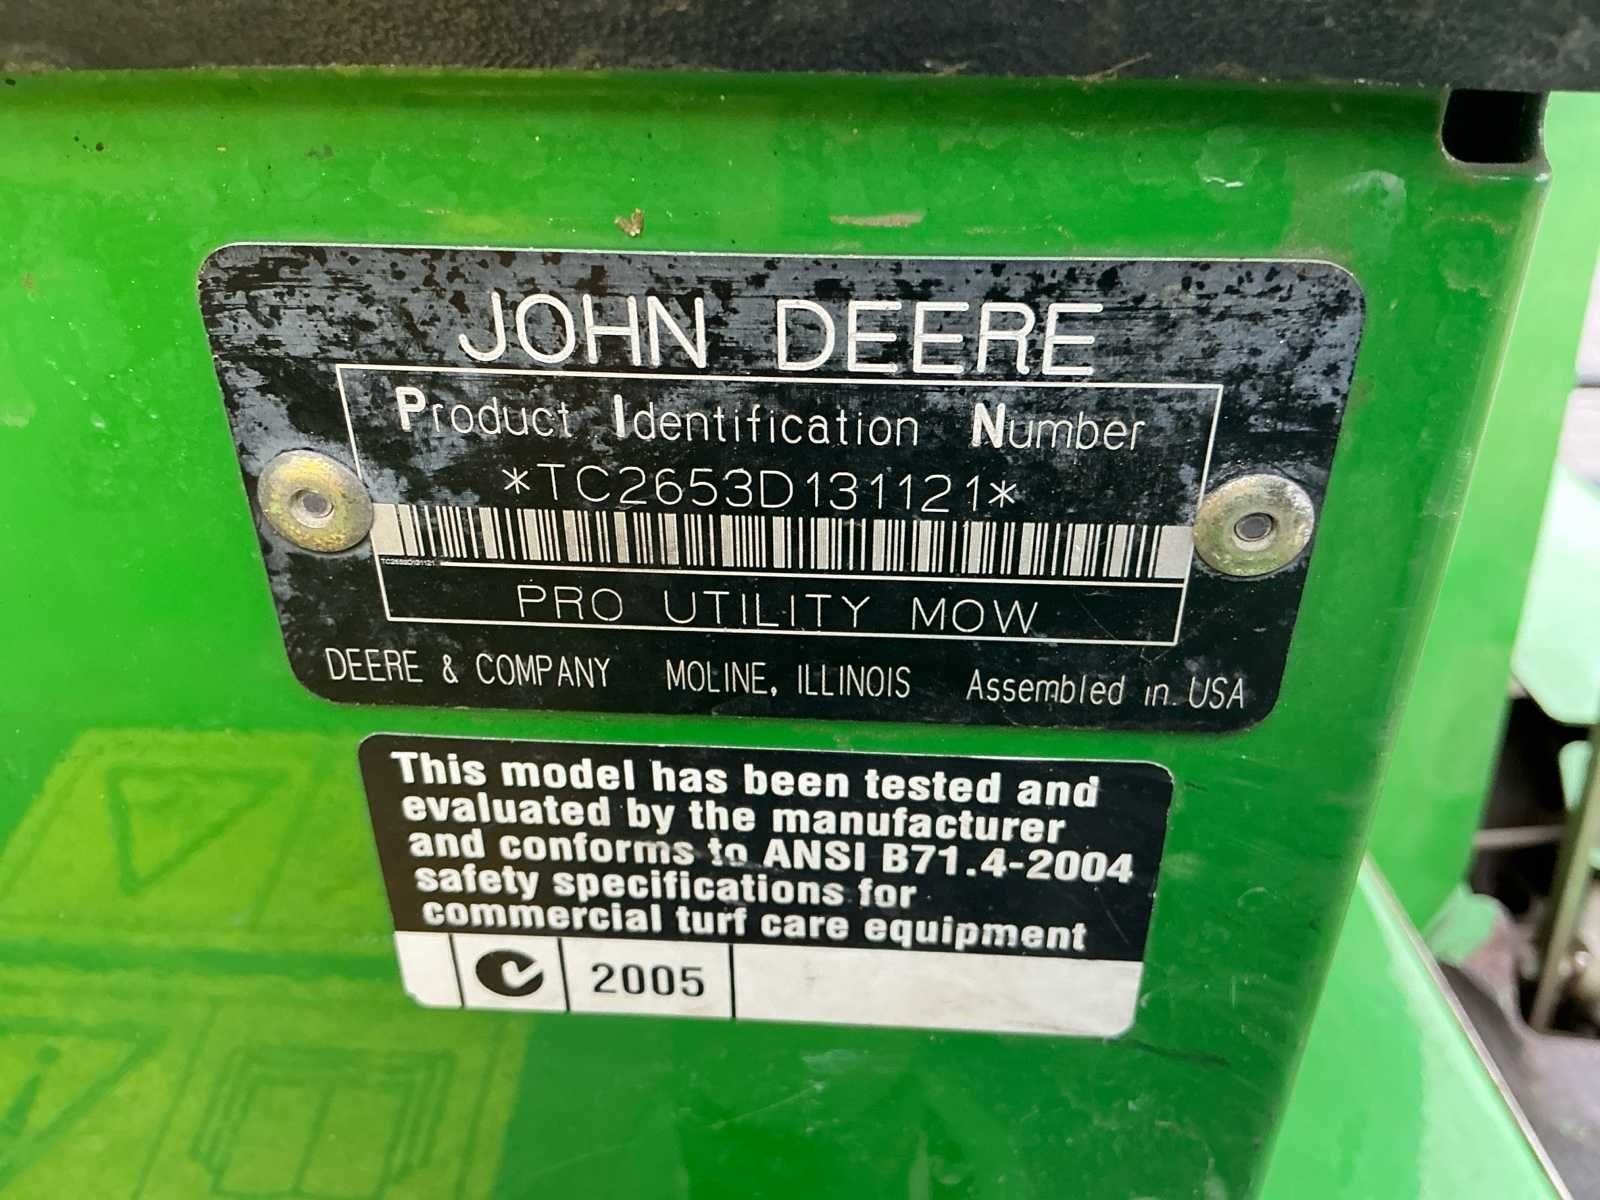 JOHN DEERE
Product Identification Number
*TC2653D131121*
TC2653D131121
PRO UTILITY MOW
DEERE & COMPANY MOLINE, ILLINOIS Assembled in USA
This model has been tested and
evaluated by the manufacturer
and conforms to ANSI B71.4-2004
safety specifications for
commercial turf care equipment
2005